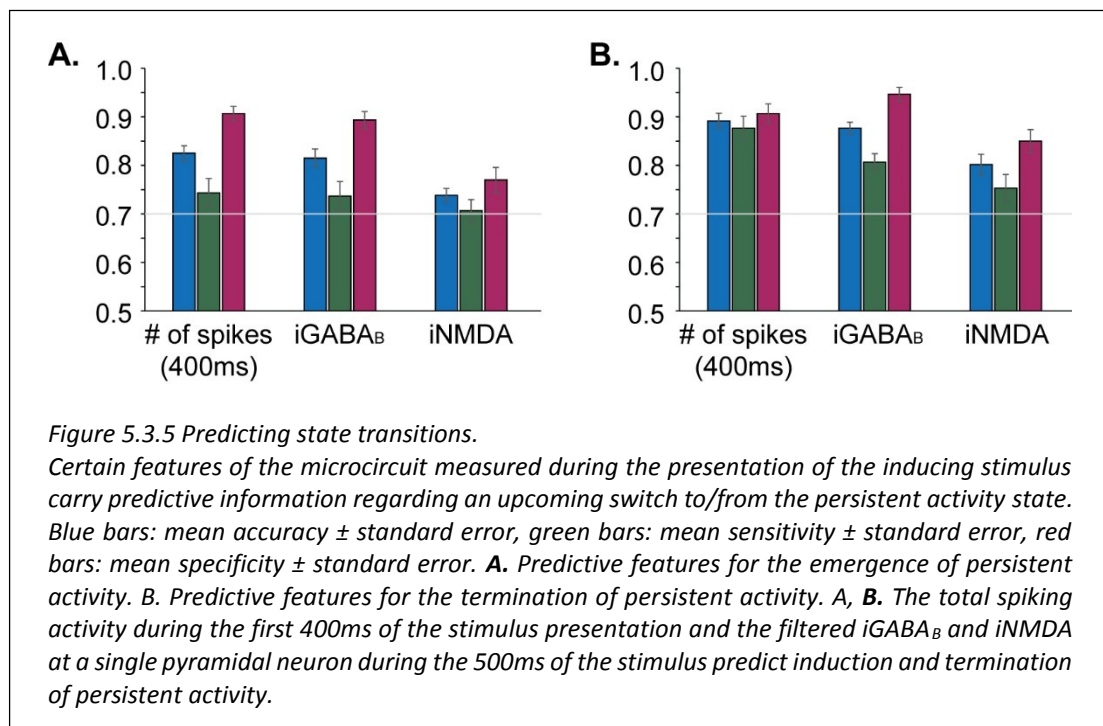 A.
1.0
0.9
0.8
0.7
0.6
0.5
# of spikes
(400ms)
iGABAB
iNMDA
B.
1.0
0.9
0.8
0.7
0.6
0.5
# of spikes
(400ms)
iGABAB
iNMDA
Figure 5.3.5 Predicting state transitions.
Certain features of the microcircuit measured during the presentation of the inducing stimulus
carry predictive information regarding an upcoming switch to/from the persistent activity state.
Blue bars: mean accuracy ± standard error, green bars: mean sensitivity ± standard error, red
bars: mean specificity ± standard error. A. Predictive features for the emergence of persistent
activity. B. Predictive features for the termination of persistent activity. A, B. The total spiking
activity during the first 400ms of the stimulus presentation and the filtered iGABAB and iNMDA
at a single pyramidal neuron during the 500ms of the stimulus predict induction and termination
of persistent activity.